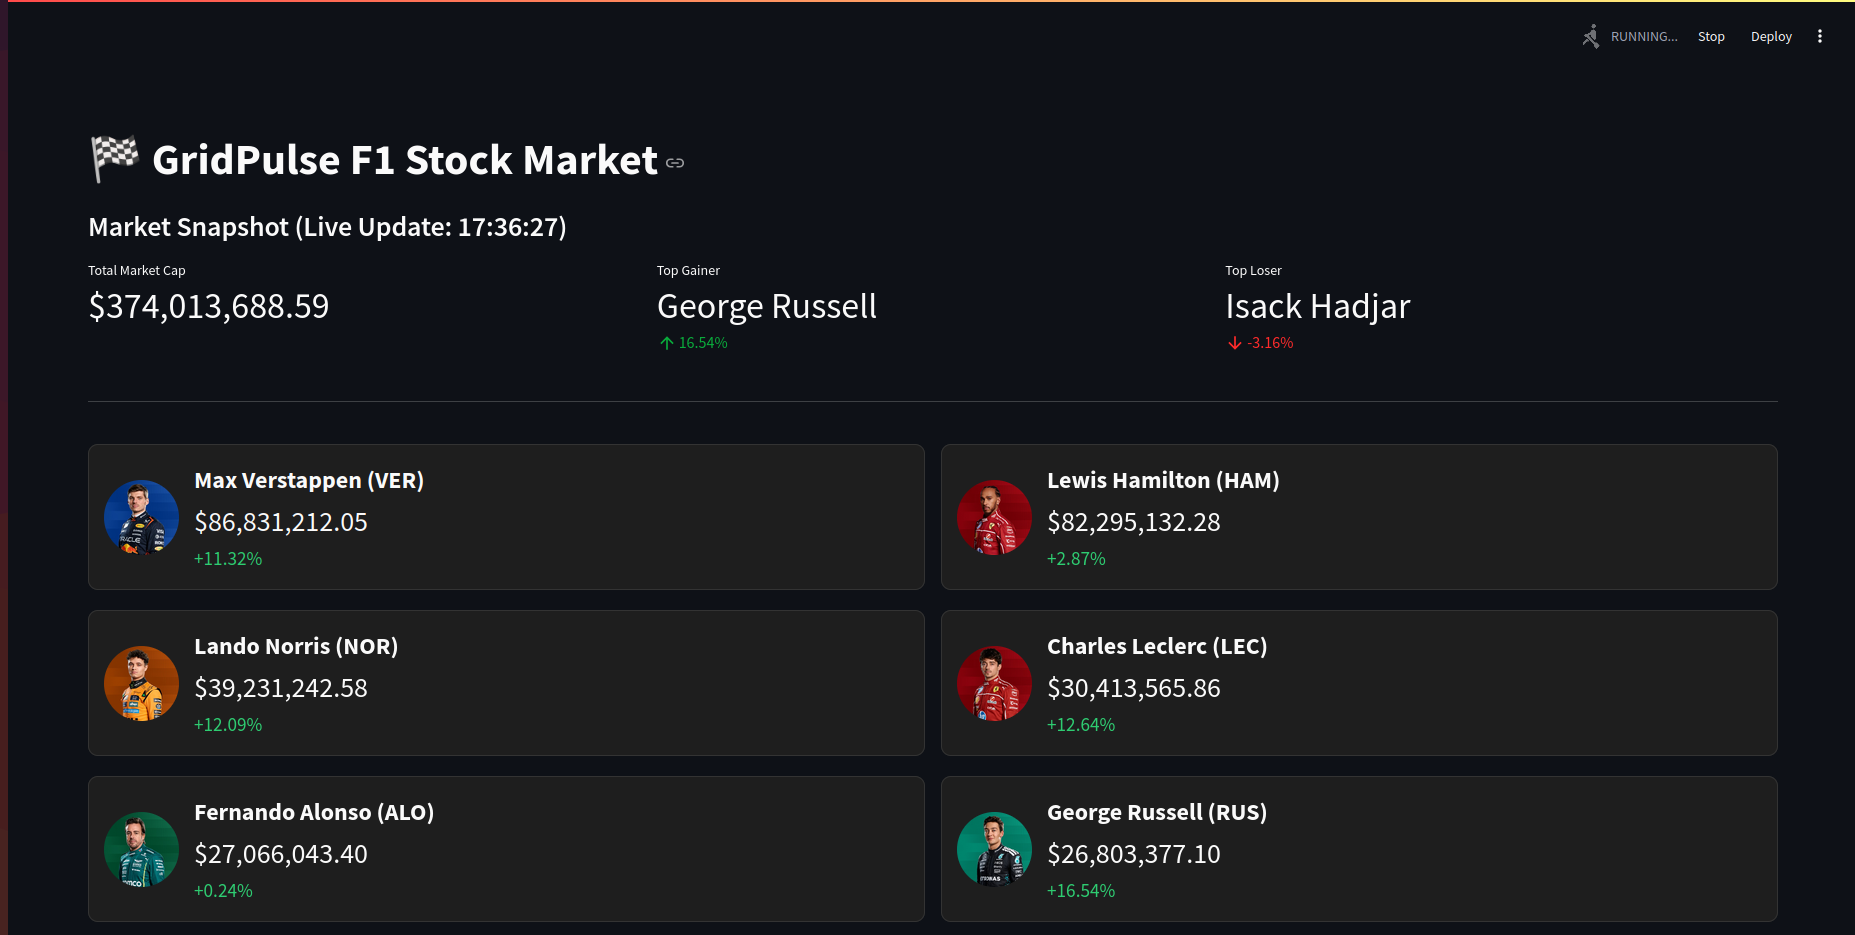 RUNNING... Stop Deploy
GridPulse F1 Stock Market
Market Snapshot (Live Update: 17:36:27)
Total Market Cap
$374,013,688.59
Top Gainer
George Russell
16.54%
Top Loser
Isack Hadjar
-3.16%
Max Verstappen (VER)
$86,831,212.05
+11.32%
Lewis Hamilton (HAM)
$82,295,132.28
+2.87%
Lando Norris (NOR)
$39,231,242.58
+12.09%
Charles Leclerc (LEC)
$30,413,565.86
+12.64%
Fernando Alonso (ALO)
$27,066,043.40
+0.24%
George Russell (RUS)
$26,803,377.10
+16.54%